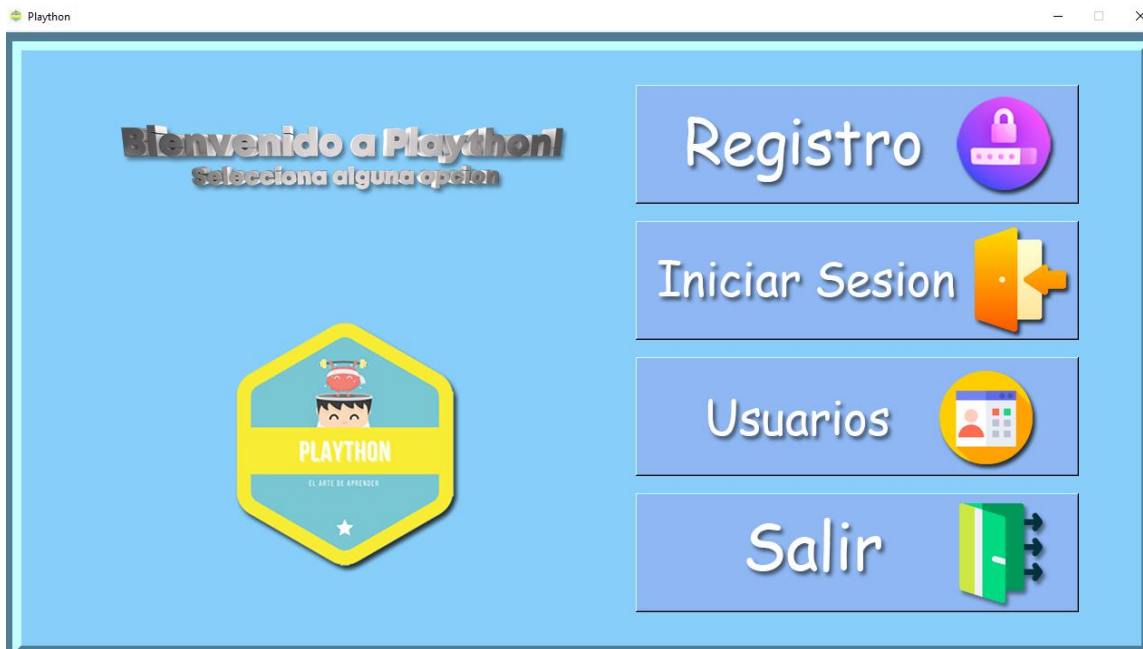 Plaython
Bienvenido a Plaython!
Selecciona alguna opcion
PLAYTHON
EL ARTE DE APRENDER
Registro
Iniciar Sesion
Usuarios
Salir